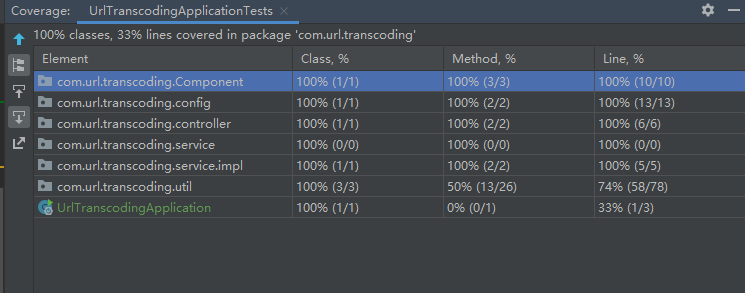 Coverage: UrlTranscodingApplicationTests ×
100% classes, 33% lines covered in package 'com.url.transcoding'
Element Class, % Method, % Line, %
com.url.transcoding.Component 100% (1/1) 100% (3/3) 100% (10/10)
com.url.transcoding.config 100% (1/1) 100% (2/2) 100% (13/13)
com.url.transcoding.controller 100% (1/1) 100% (2/2) 100% (6/6)
com.url.transcoding.service 100% (0/0) 100% (0/0) 100% (0/0)
com.url.transcoding.service.impl 100% (1/1) 100% (2/2) 100% (5/5)
com.url.transcoding.util 100% (3/3) 50% (13/26) 74% (58/78)
UrlTranscodingApplication 100% (1/1) 0% (0/1) 33% (1/3)